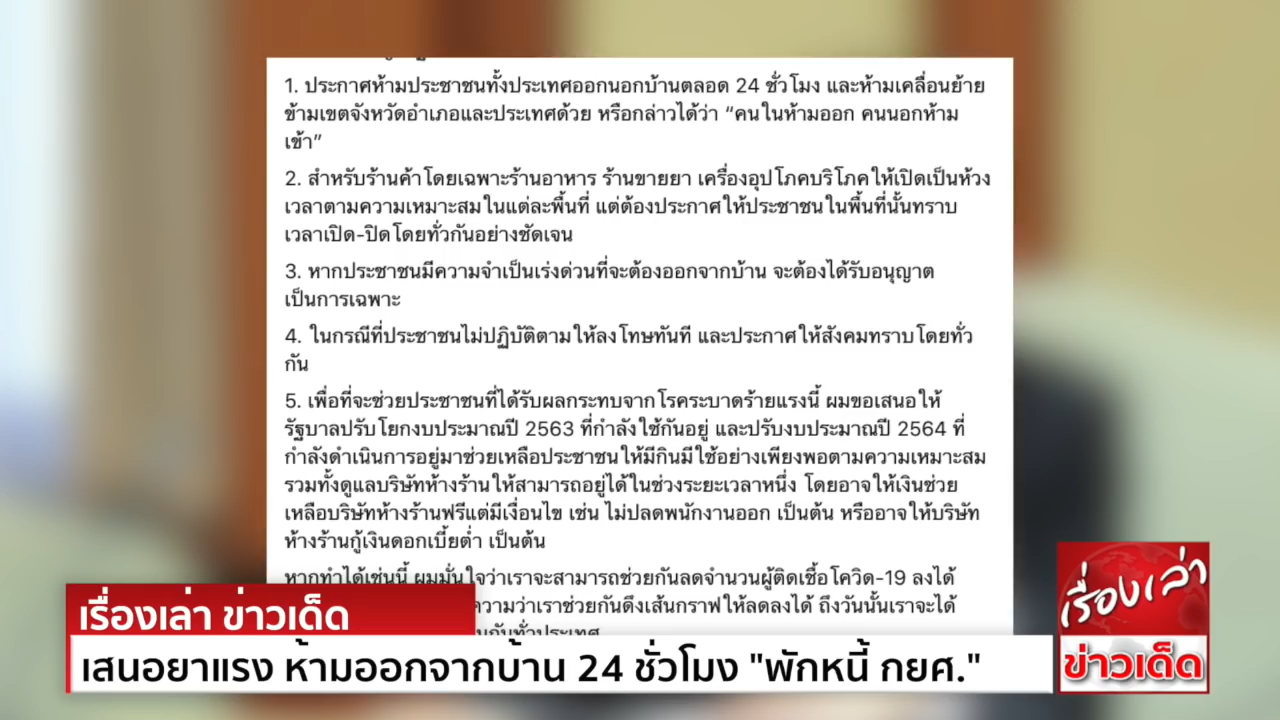 1. ประกาศห้ามประชาชนทั้งประเทศออกนอกบ้านตลอด 24 ชั่วโมง และห้ามเคลื่อนย้าย
ข้ามเขตจังหวัดอำเภอและประเทศด้วย หรือกล่าวได้ว่า “คนในห้ามออก คนนอกห้าม
เข้า”
2. สำหรับร้านค้าโดยเฉพาะร้านอาหาร ร้านขายยา เครื่องอุปโภคบริโภคให้เปิดเป็นห้วง
เวลาตามความเหมาะสมในแต่ละพื้นที่ แต่ต้องประกาศให้ประชาชนในพื้นที่นั้นทราบ
เวลาเปิด-ปิดโดยทั่วกันอย่างชัดเจน
3. หากประชาชนมีความจำเป็นเร่งด่วนที่จะต้องออกจากบ้าน จะต้องได้รับอนุญาต
เป็นการเฉพาะ
4. ในกรณีที่ประชาชนไม่ปฏิบัติตามให้ลงโทษทันที และประกาศให้สังคมทราบโดยทั่ว
กัน
5. เพื่อที่จะช่วยประชาชนที่ได้รับผลกระทบจากโรคระบาดร้ายแรงนี้ ผมขอเสนอให้
รัฐบาลปรับโยกงบประมาณปี 2563 ที่กำลังใช้กันอยู่ และปรับงบประมาณปี 2564 ที่
กำลังดำเนินการอยู่มาช่วยเหลือประชาชนให้มีกินมีใช้อย่างเพียงพอตามความเหมาะสม
รวมทั้งดูแลบริษัทห้างร้านให้สามารถอยู่ได้ในช่วงระยะเวลาหนึ่ง โดยอาจให้เงินช่วย
เหลือบริษัทห้างร้านฟรีแต่มีเงื่อนไข เช่น ไม่ปลดพนักงานออก เป็นต้น หรืออาจให้บริษัท
ห้างร้านกู้เงินดอกเบี้ยต่ำ เป็นต้น
หากทำได้เช่นนี้ ผมมั่นใจว่าเราจะสามารถช่วยกันลดจำนวนผู้ติดเชื้อโควิด-19 ลงได้
ความว่าเราช่วยกันดึงเส้นกราฟให้ลดลงได้ ถึงวันนั้นเราจะได้
กันทั่วประเทศ
เรื่องเล่า ข่าวเด็ด
เสนอยาแรง ห้ามออกจากบ้าน 24 ชั่วโมง "พักหนี้ กยศ."
เรื่องเล่า
ข่าวเด็ด